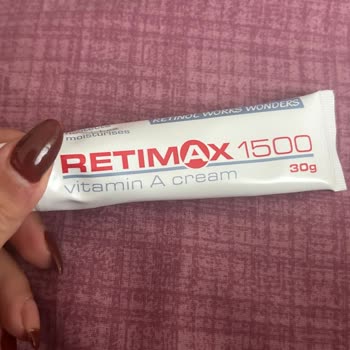 moisturises
RETINOL WORKS WONDERS
RETIMAX 1500
vitamin A cream
30g